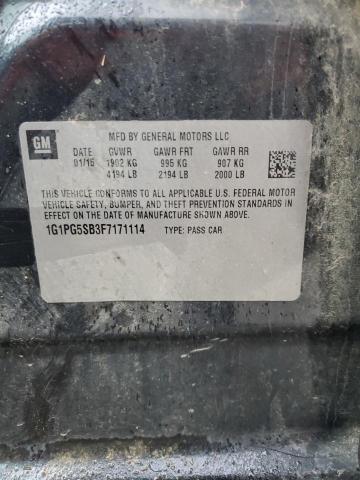 GM
MFD BY GENERAL MOTORS LLC
DATE GVWR GAWR FRT GAWR RR
01/15 1902 KG 995 KG 907 KG
4194 LB 2194 LB 2000 LB
THIS VEHICLE CONFORMS TO ALL APPLICABLE U.S. FEDERAL MOTOR
VEHICLE SAFETY, BUMPER, AND THEFT PREVENTION STANDARDS IN
EFFECT ON THE DATE OF MANUFACTURE SHOWN ABOVE.
1G1PG5SB3F7171114 TYPE: PASS CAR